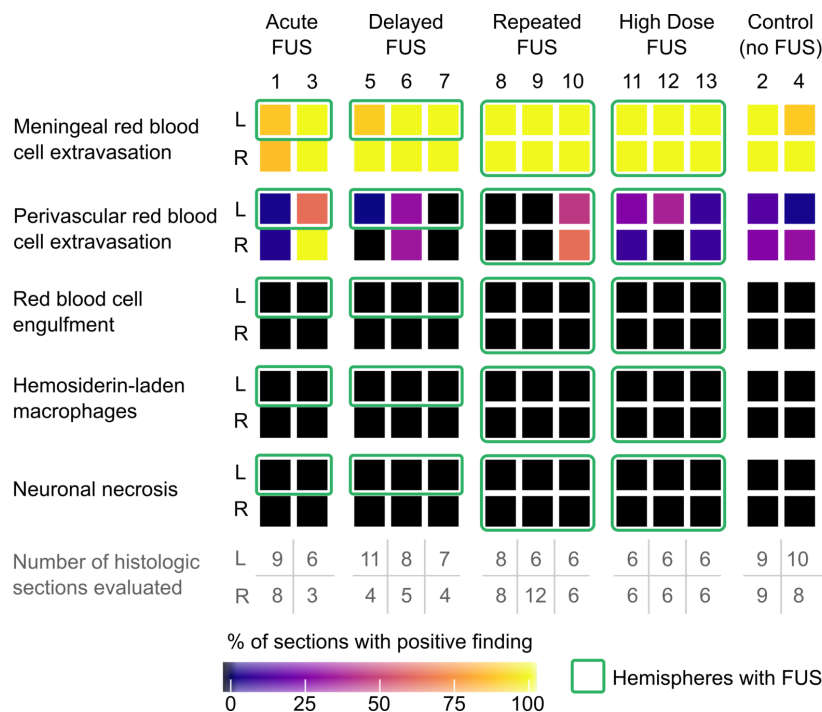 Acute Delayed Repeated High Dose Control
FUS FUS FUS FUS (no FUS)
1 3 5 6 7 8 9 10 11 12 13 2 4
Meningeal red blood
cell extravasation
L
R
Perivascular red blood
cell extravasation
L
R
Red blood cell
engulfment
L
R
Hemosiderin-laden
macrophages
L
R
Neuronal necrosis
L
R
Number of histologic
sections evaluated
L 9 6 11 8 7 8 6 6 6 6 6 9 10
R 8 3 4 5 4 8 12 6 6 6 6 9 8
% of sections with positive finding
0 25 50 75 100
Hemispheres with FUS